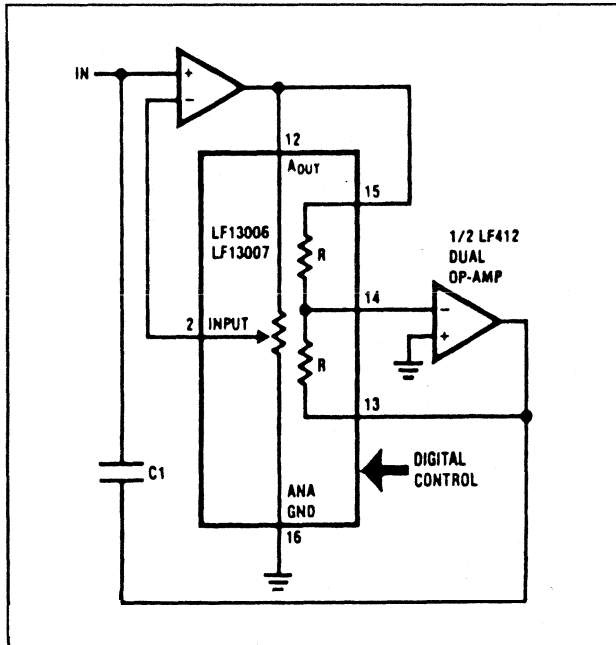 IN
+
−
12
AOUT
15
LF13006
LF13007
R
1/2 LF412
DUAL
OP-AMP
14
−
+
2
INPUT
R
13
C1
DIGITAL
CONTROL
ANA
GND
16